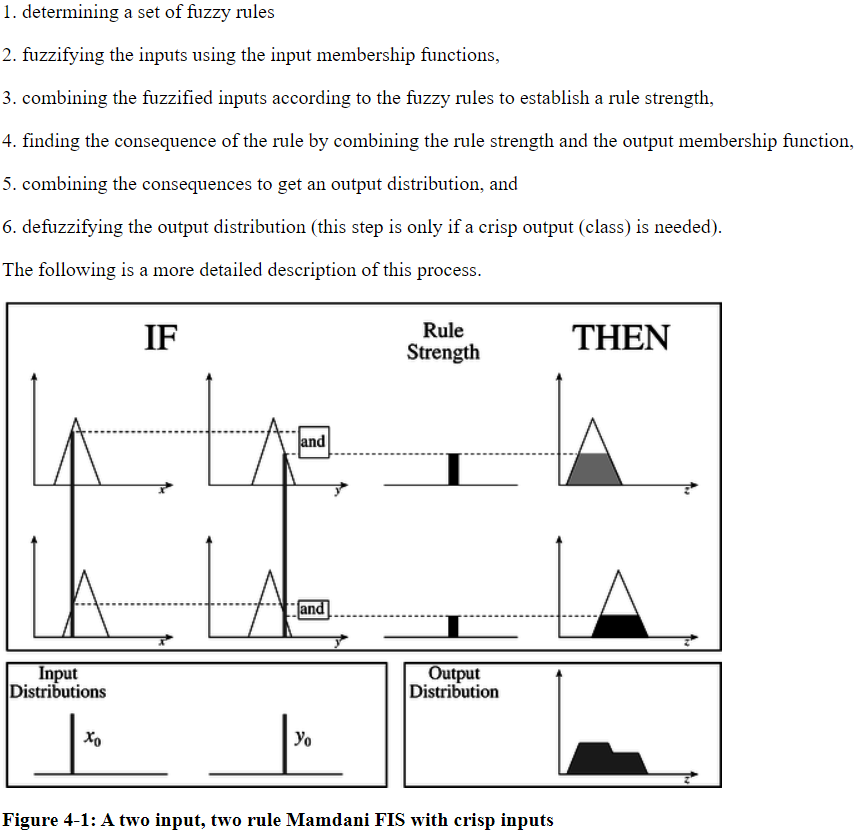 1. determining a set of fuzzy rules
2. fuzzifying the inputs using the input membership functions,
3. combining the fuzzified inputs according to the fuzzy rules to establish a rule strength,
4. finding the consequence of the rule by combining the rule strength and the output membership function,
5. combining the consequences to get an output distribution, and
6. defuzzifying the output distribution (this step is only if a crisp output (class) is needed).
The following is a more detailed description of this process.
IF
Rule
Strength
THEN
and
x
y
z
and
x
y
z
Input
Distributions
x₀
y₀
Output
Distribution
z
Figure 4-1: A two input, two rule Mamdani FIS with crisp inputs